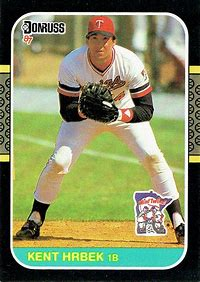 DONRUSS
'87
T
KENT HRBEK 1B